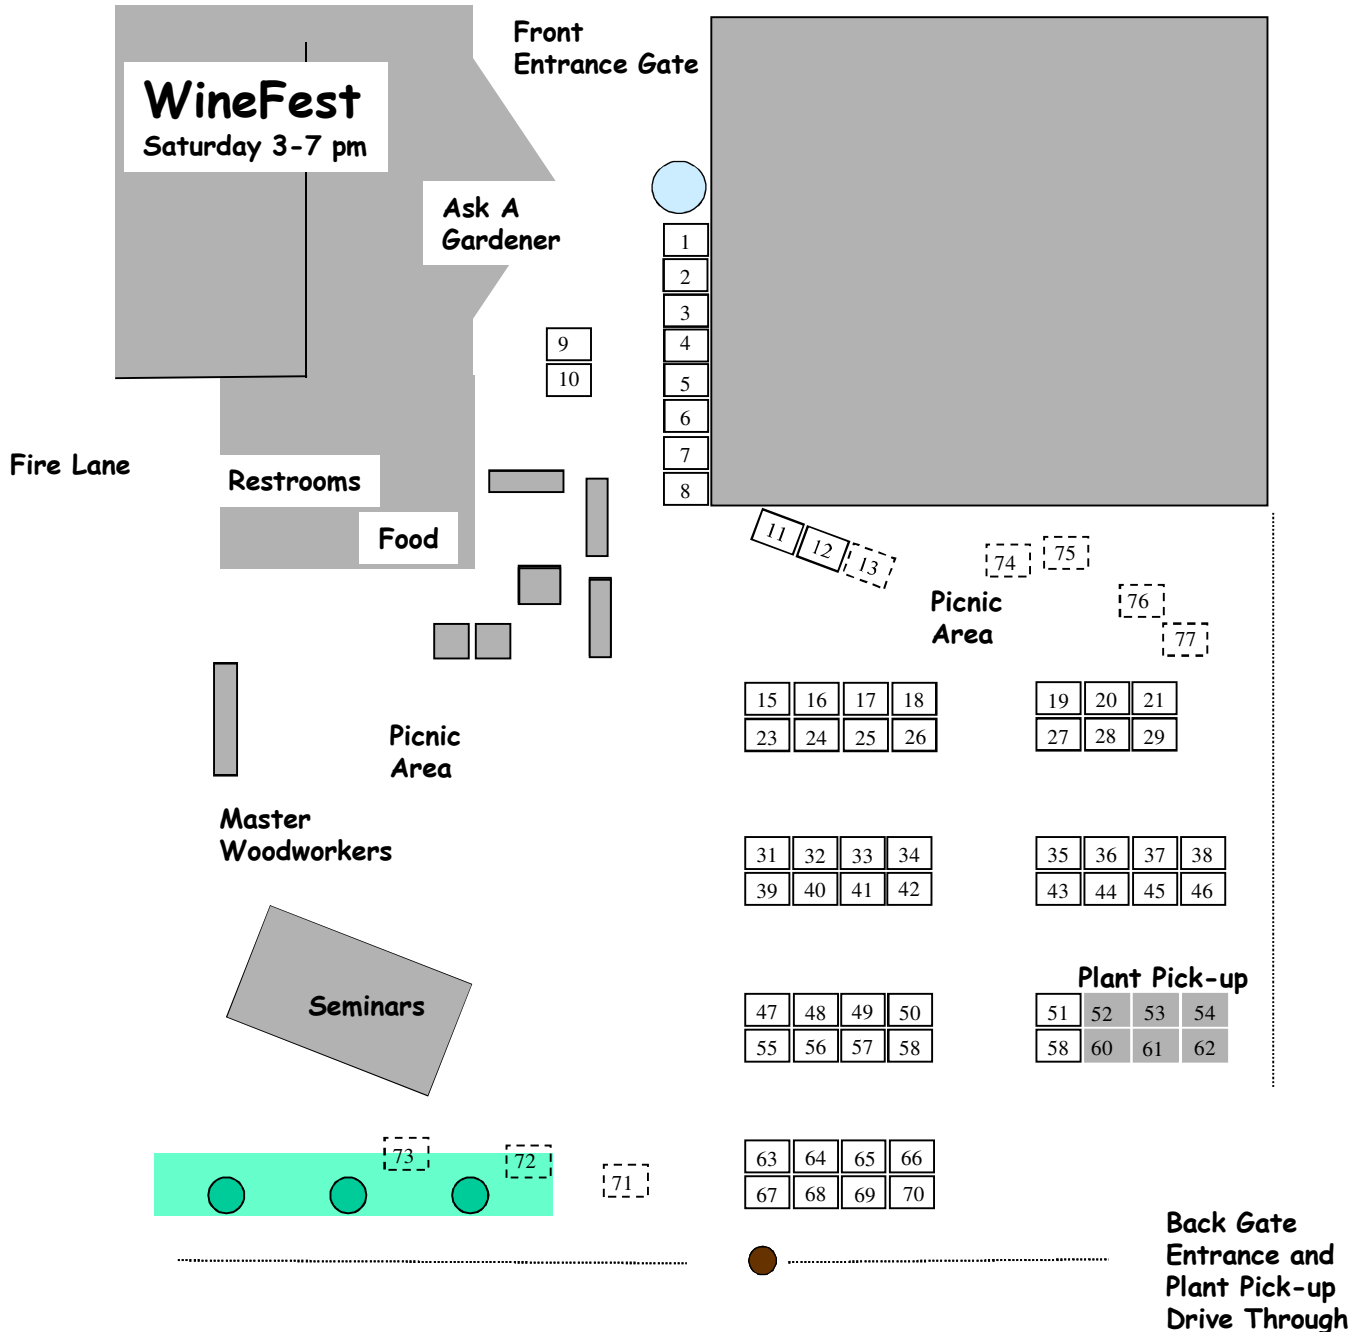 Front
Entrance Gate
WineFest
Saturday 3-7 pm
Ask A
Gardener
1
2
3
4
5
6
7
8
9
10
Fire Lane
Restrooms
Food
11 12 13
74 75
76
77
Picnic
Area
15 16 17 18 19 20 21
23 24 25 26 27 28 29
Picnic
Area
Master
Woodworkers
31 32 33 34 35 36 37 38
39 40 41 42 43 44 45 46
Seminars
Plant Pick-up
47 48 49 50 51 52 53 54
55 56 57 58 58 60 61 62
73 72 71
63 64 65 66
67 68 69 70
Back Gate
Entrance and
Plant Pick-up
Drive Through